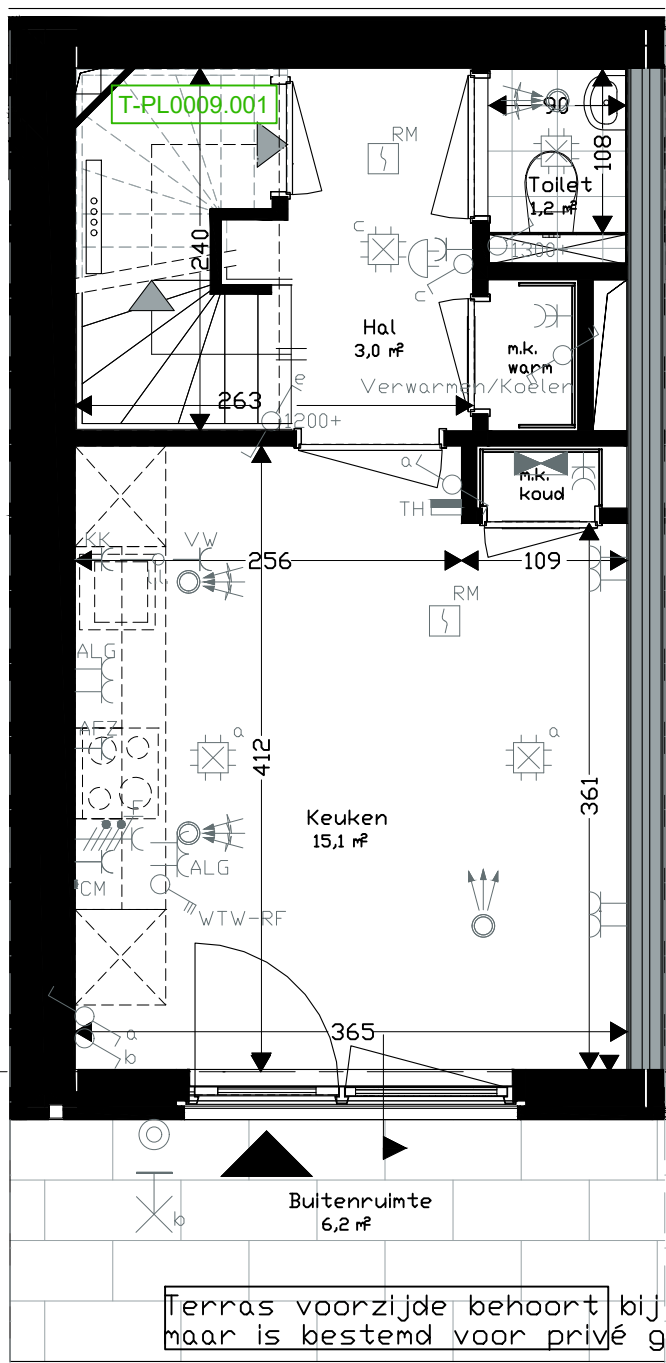 T-PL0009.001
RM
90
108
Toilet
1,2 m²
1300+
240
c
c
Hal
3,0 m²
m.k.
warm
Verwarmen/Koelen
263
e
1200+
a
m.k.
koud
TH
KK
VW
256
109
RM
ALG
AFZ
a
a
412
361
Keuken
15,1 m²
F
ALG
CM
WTW-RF
365
a
b
Buitenruimte
6,2 m²
b
Terras voorzijde behoort bij
maar is bestemd voor privé g